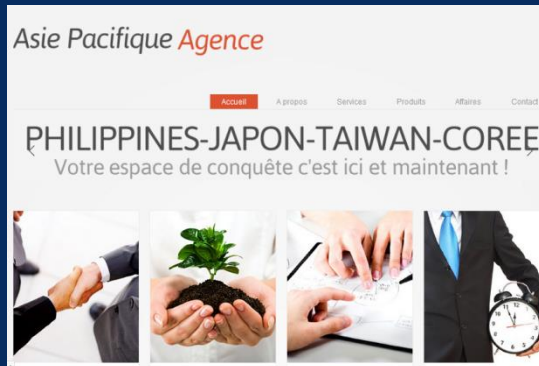 Asie Pacifique Agence
Accueil A propos Services Produits Affaires Contact
PHILIPPINES-JAPON-TAIWAN-COREE
Votre espace de conquête c'est ici et maintenant !